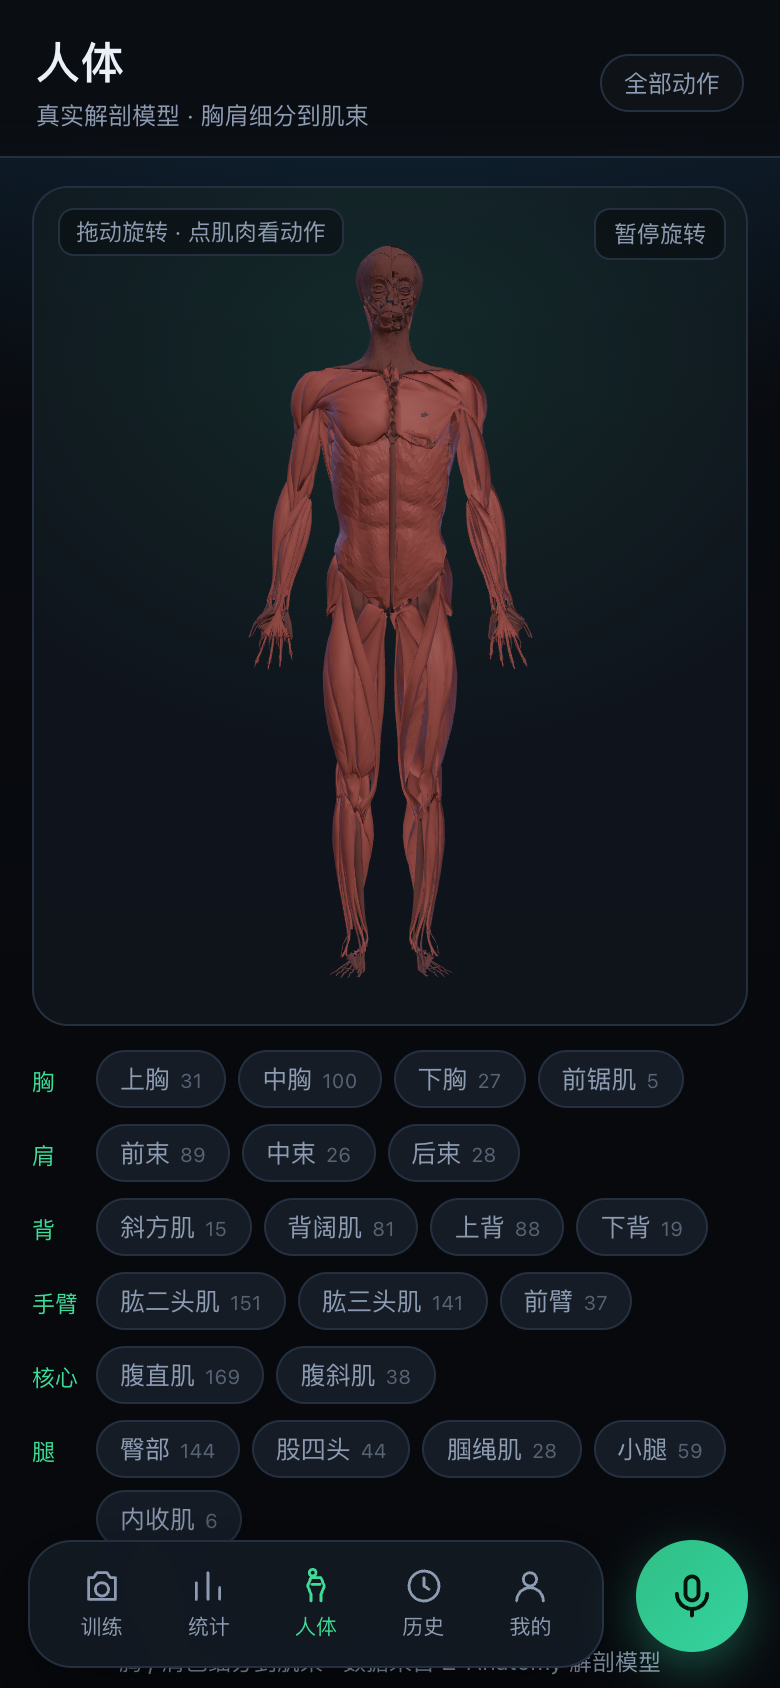 人体
真实解剖模型 · 胸肩细分到肌束
全部动作
拖动旋转 · 点肌肉看动作
暂停旋转
胸 上胸 31 中胸 100 下胸 27 前锯肌 5
肩 前束 89 中束 26 后束 28
背 斜方肌 15 背阔肌 81 上背 88 下背 19
手臂 肱二头肌 151 肱三头肌 141 前臂 37
核心 腹直肌 169 腹斜肌 38
腿 臀部 144 股四头 44 腘绳肌 28 小腿 59
内收肌 6
训练 统计 人体 历史 我的
解剖模型